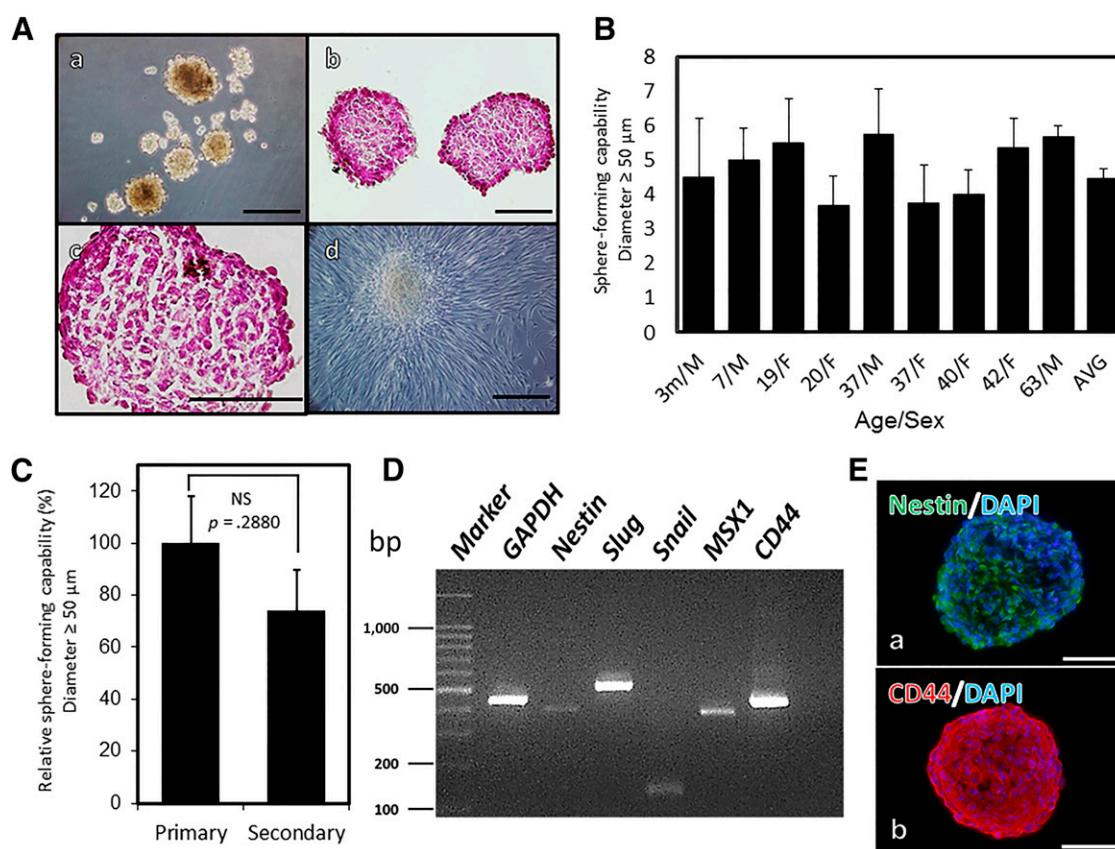 A
a
b
c
d
B
Sphere-forming capability
Diameter ≥ 50 µm
8
7
6
5
4
3
2
1
0
3m/M
7/M
19/F
20/F
37/M
37/F
40/F
42/F
63/M
AVG
Age/Sex
C
Relative sphere-forming capability (%)
Diameter ≥ 50 µm
120
100
80
60
40
20
0
NS
p = .2880
Primary
Secondary
D
bp
Marker
GAPDH
Nestin
Slug
Snail
MSX1
CD44
1,000
500
200
100
E
Nestin/DAPI
a
CD44/DAPI
b